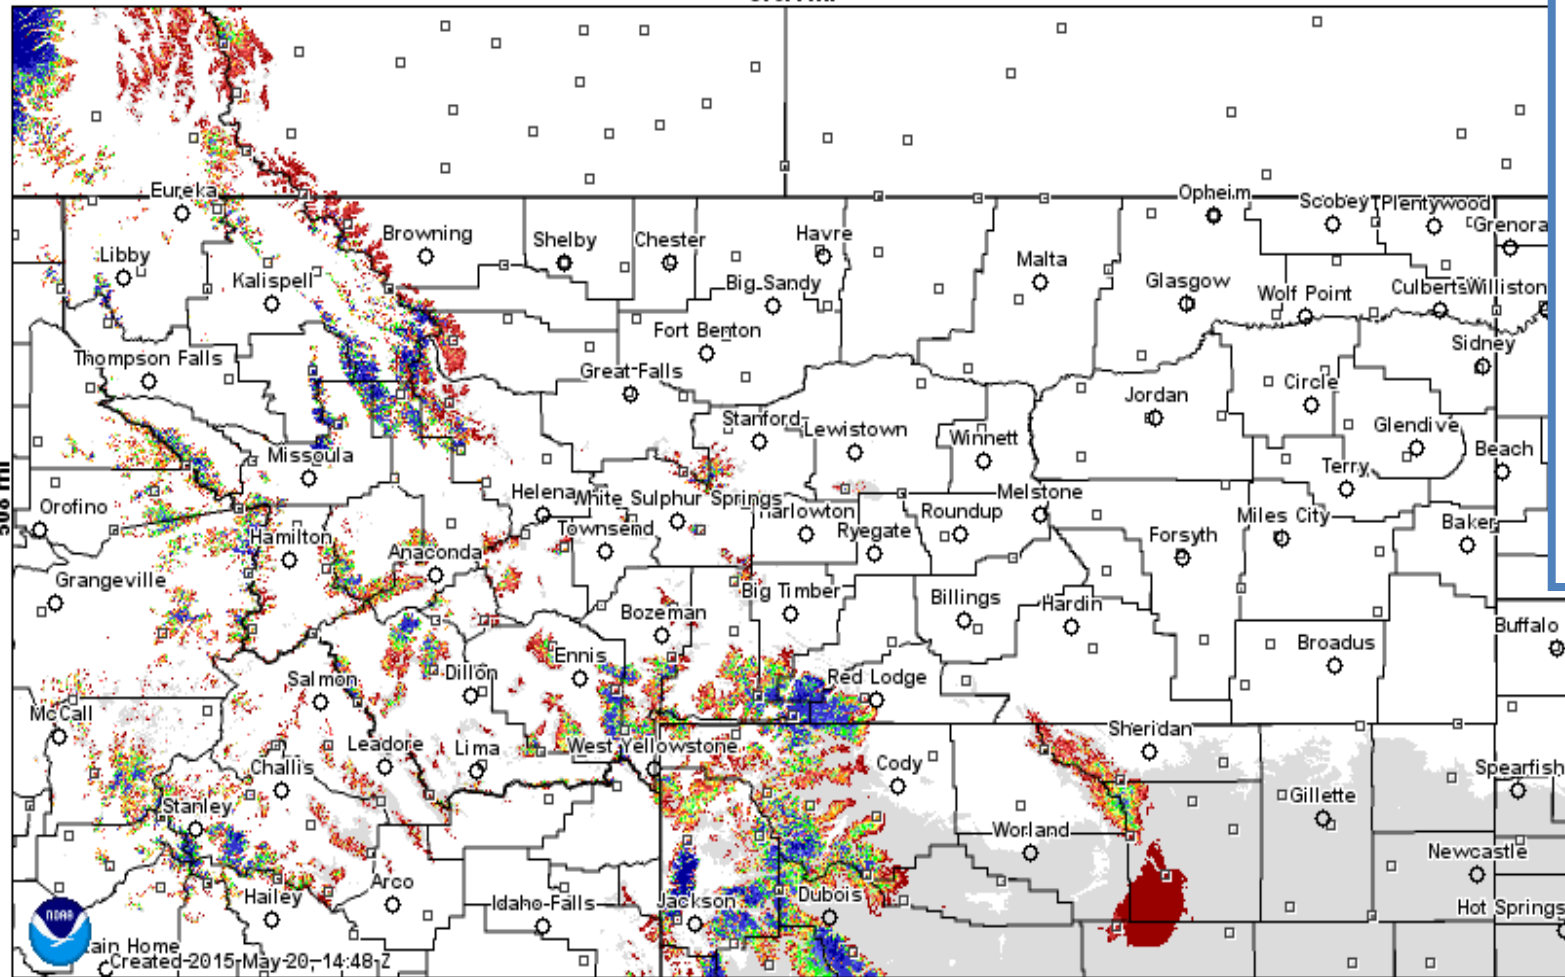 Eureka
Opheim
Scobey
Plentywood
Grenora
Browning
Shelby
Chester
Havre
Libby
Kalispell
Malta
Big Sandy
Glasgow
Wolf Point
Culberts
Williston
Fort Benton
Sidney
Thompson Falls
Great Falls
Circle
Jordan
Stanford
Lewistown
Winnett
Glendive
Missoula
Beach
Terry
Orofino
Helena
White Sulphur Springs
Harlowton
Ryegate
Roundup
Melstone
Miles City
Baker
Hamilton
Townsend
Forsyth
Anaconda
Grangeville
Big Timber
Billings
Hardin
Bozeman
Buffalo
Broadus
Ennis
Salmon
Dillon
Red Lodge
McCall
Leadore
Lima
West Yellowstone
Sheridan
Challis
Cody
Spearfish
Stanley
Gillette
Worland
Newcastle
Arco
Hailey
Idaho Falls
Jackson
Dubois
Hot Springs
NOAA
tain Home
Created 2015-May-20, 14:48 Z